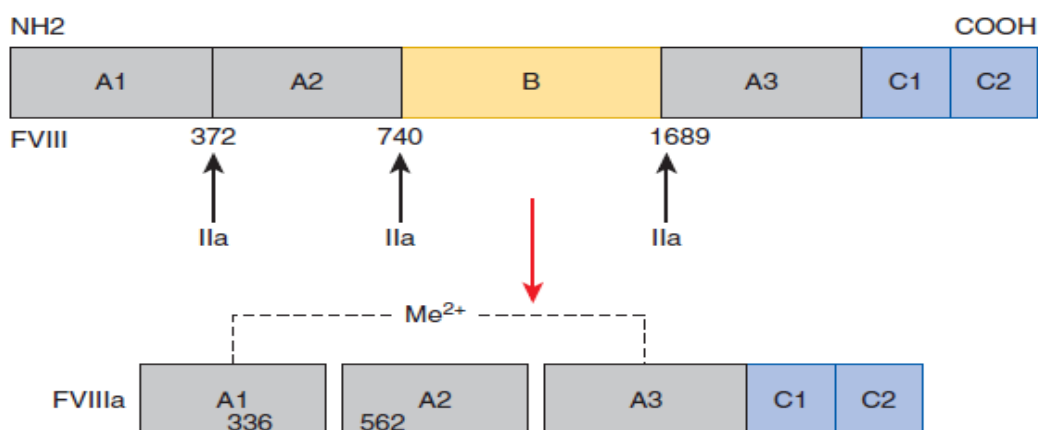 NH2 COOH
A1 A2 B A3 C1 C2
FVIII 372 740 1689
IIa IIa IIa
Me²⁺
FVIIIa A1 A2 A3 C1 C2
336 562